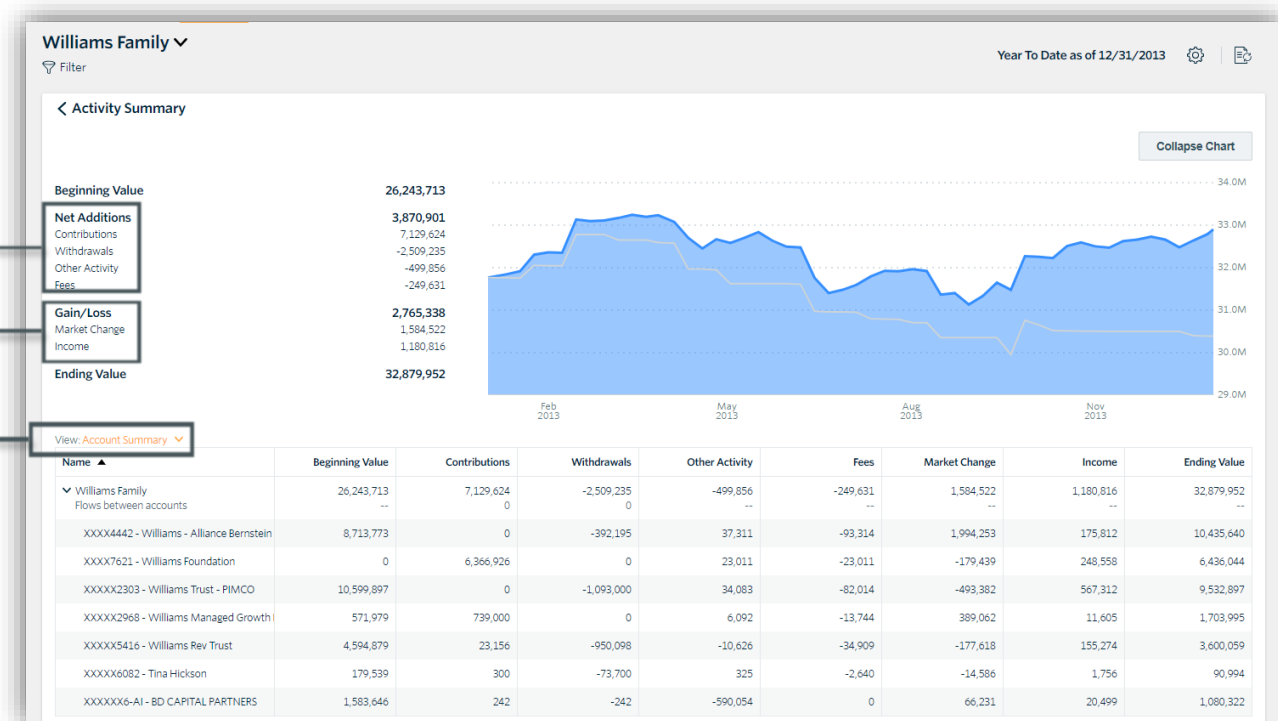 Williams Family
Filter
Year To Date as of 12/31/2013
Activity Summary
Collapse Chart
Beginning Value 26,243,713
Net Additions 3,870,901
Contributions 7,129,624
Withdrawals -2,509,235
Other Activity -499,856
Fees -249,631
Gain/Loss 2,765,338
Market Change 1,584,522
Income 1,180,816
Ending Value 32,879,952
34.0M
33.0M
32.0M
31.0M
30.0M
29.0M
Feb May Aug Nov
2013 2013 2013 2013
View: Account Summary
Name Beginning Value Contributions Withdrawals Other Activity Fees Market Change Income Ending Value
Williams Family 26,243,713 7,129,624 -2,509,235 -499,856 -249,631 1,584,522 1,180,816 32,879,952
Flows between accounts -- 0 0 -- -- -- -- --
XXXX4442 - Williams - Alliance Bernstein 8,713,773 0 -392,195 37,311 -93,314 1,994,253 175,812 10,435,640
XXXX7621 - Williams Foundation 0 6,366,926 0 23,011 -23,011 -179,439 248,558 6,436,044
XXXXX2303 - Williams Trust - PIMCO 10,599,897 0 -1,093,000 34,083 -82,014 -493,382 567,312 9,532,897
XXXXX2968 - Williams Managed Growth 571,979 739,000 0 6,092 -13,744 389,062 11,605 1,703,995
XXXXX5416 - Williams Rev Trust 4,594,879 23,156 -950,098 -10,626 -34,909 -177,618 155,274 3,600,059
XXXXX6082 - Tina Hickson 179,539 300 -73,700 325 -2,640 -14,586 1,756 90,994
XXXXXX6-AI - BD CAPITAL PARTNERS 1,583,646 242 -242 -590,054 0 66,231 20,499 1,080,322